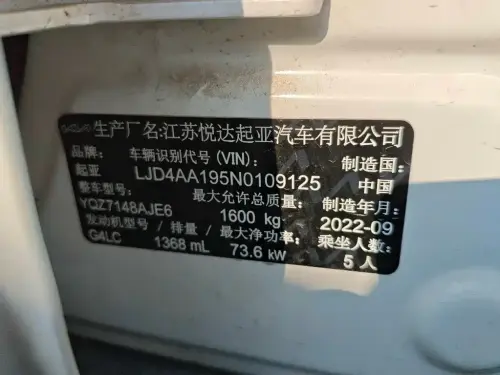 生产厂名:江苏悦达起亚汽车有限公司
品牌: 车辆识别代号(VIN): 制造国:
起亚 LJD4AA195N0109125 中国
整车型号: 最大允许总质量: 制造年月:
YQZ7148AJE6 1600 kg 2022-09
发动机型号/排量/最大净功率: 乘坐人数:
G4LC 1368 mL 73.6 kW 5人